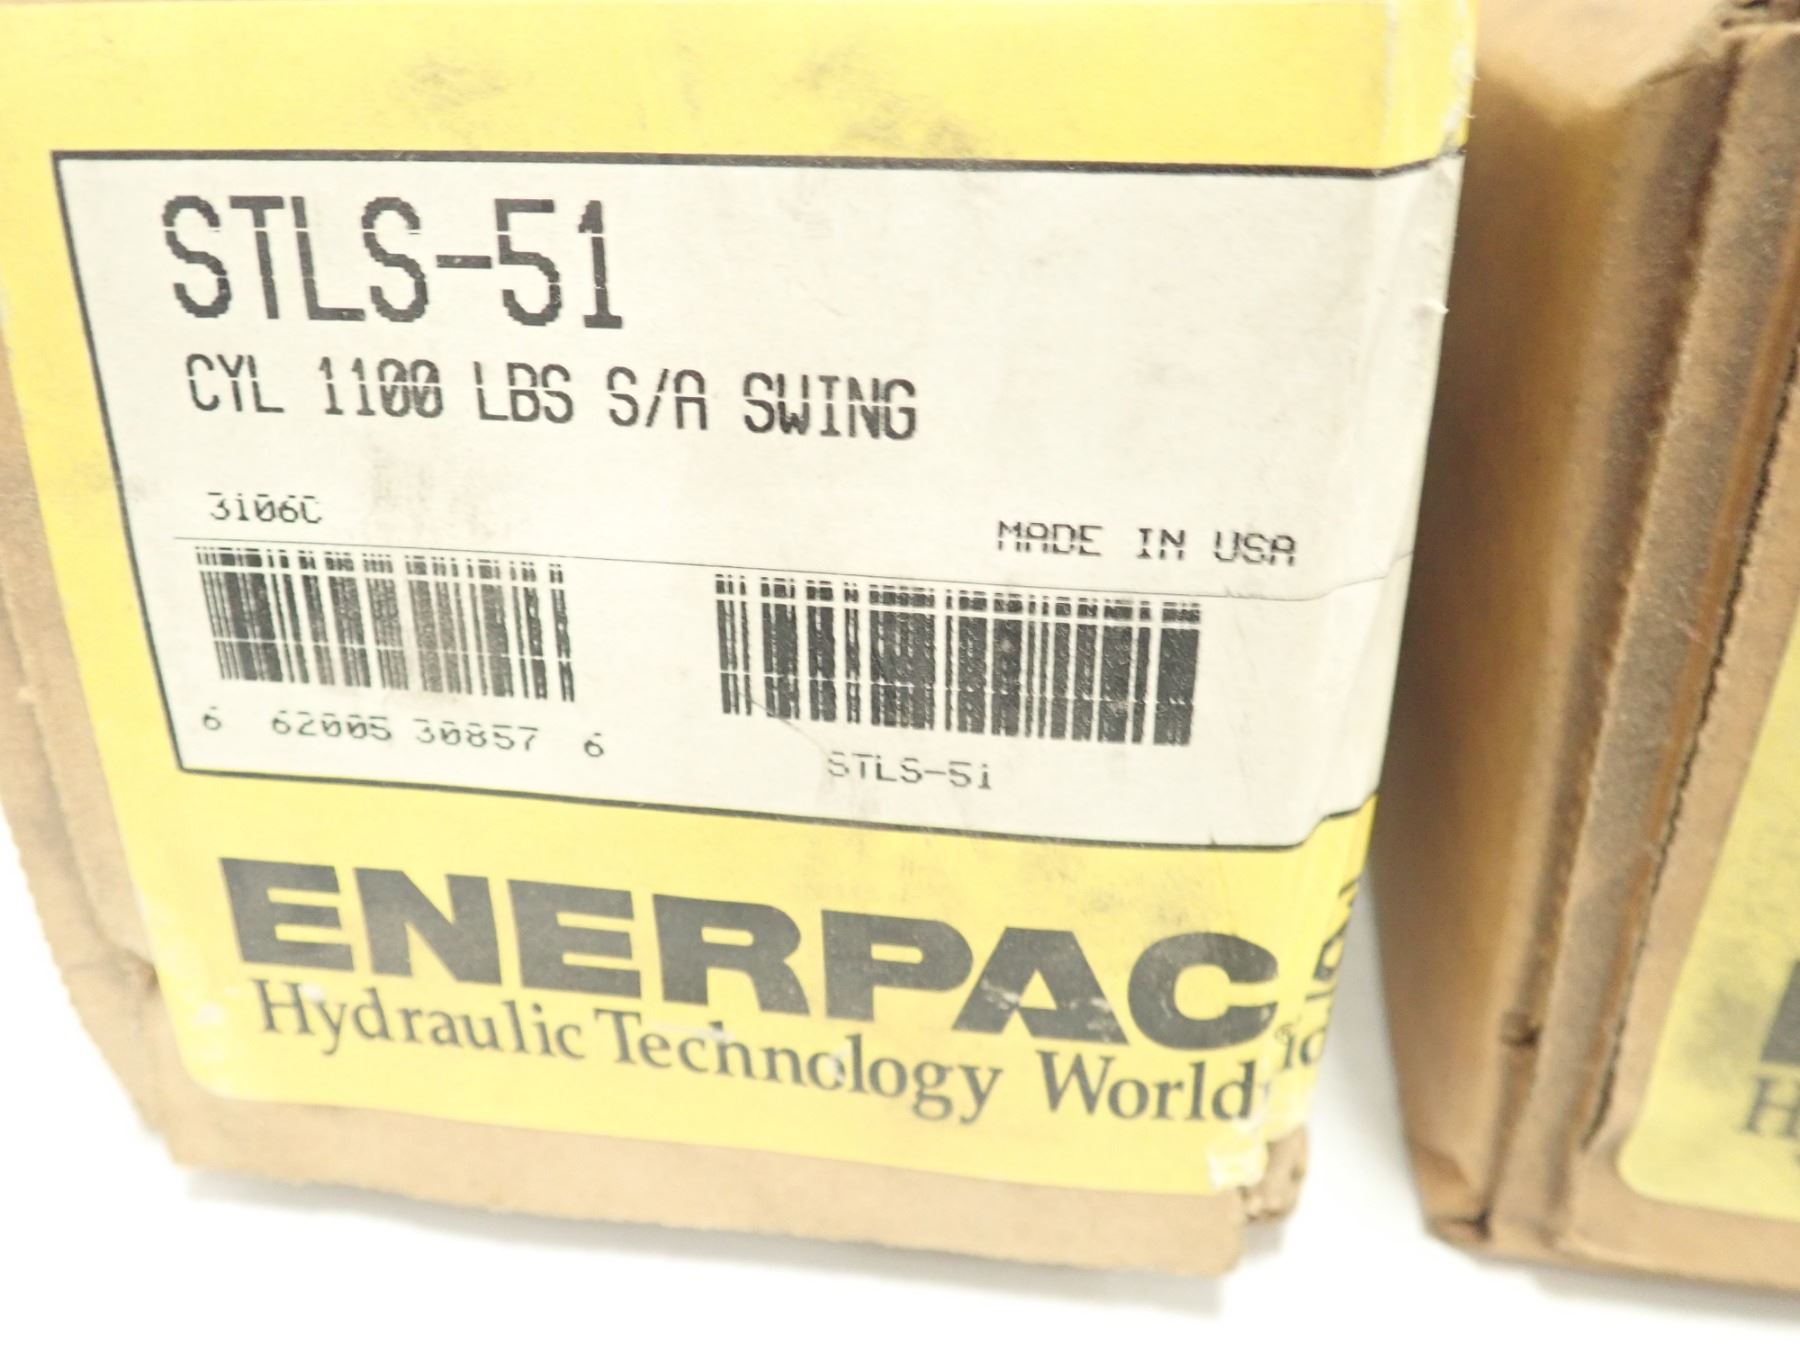 STLS-51
CYL 1100 LBS S/A SWING
3106C
MADE IN USA
6 62005 30857 6
STLS-51
ENERPAC
Hydraulic Technology World